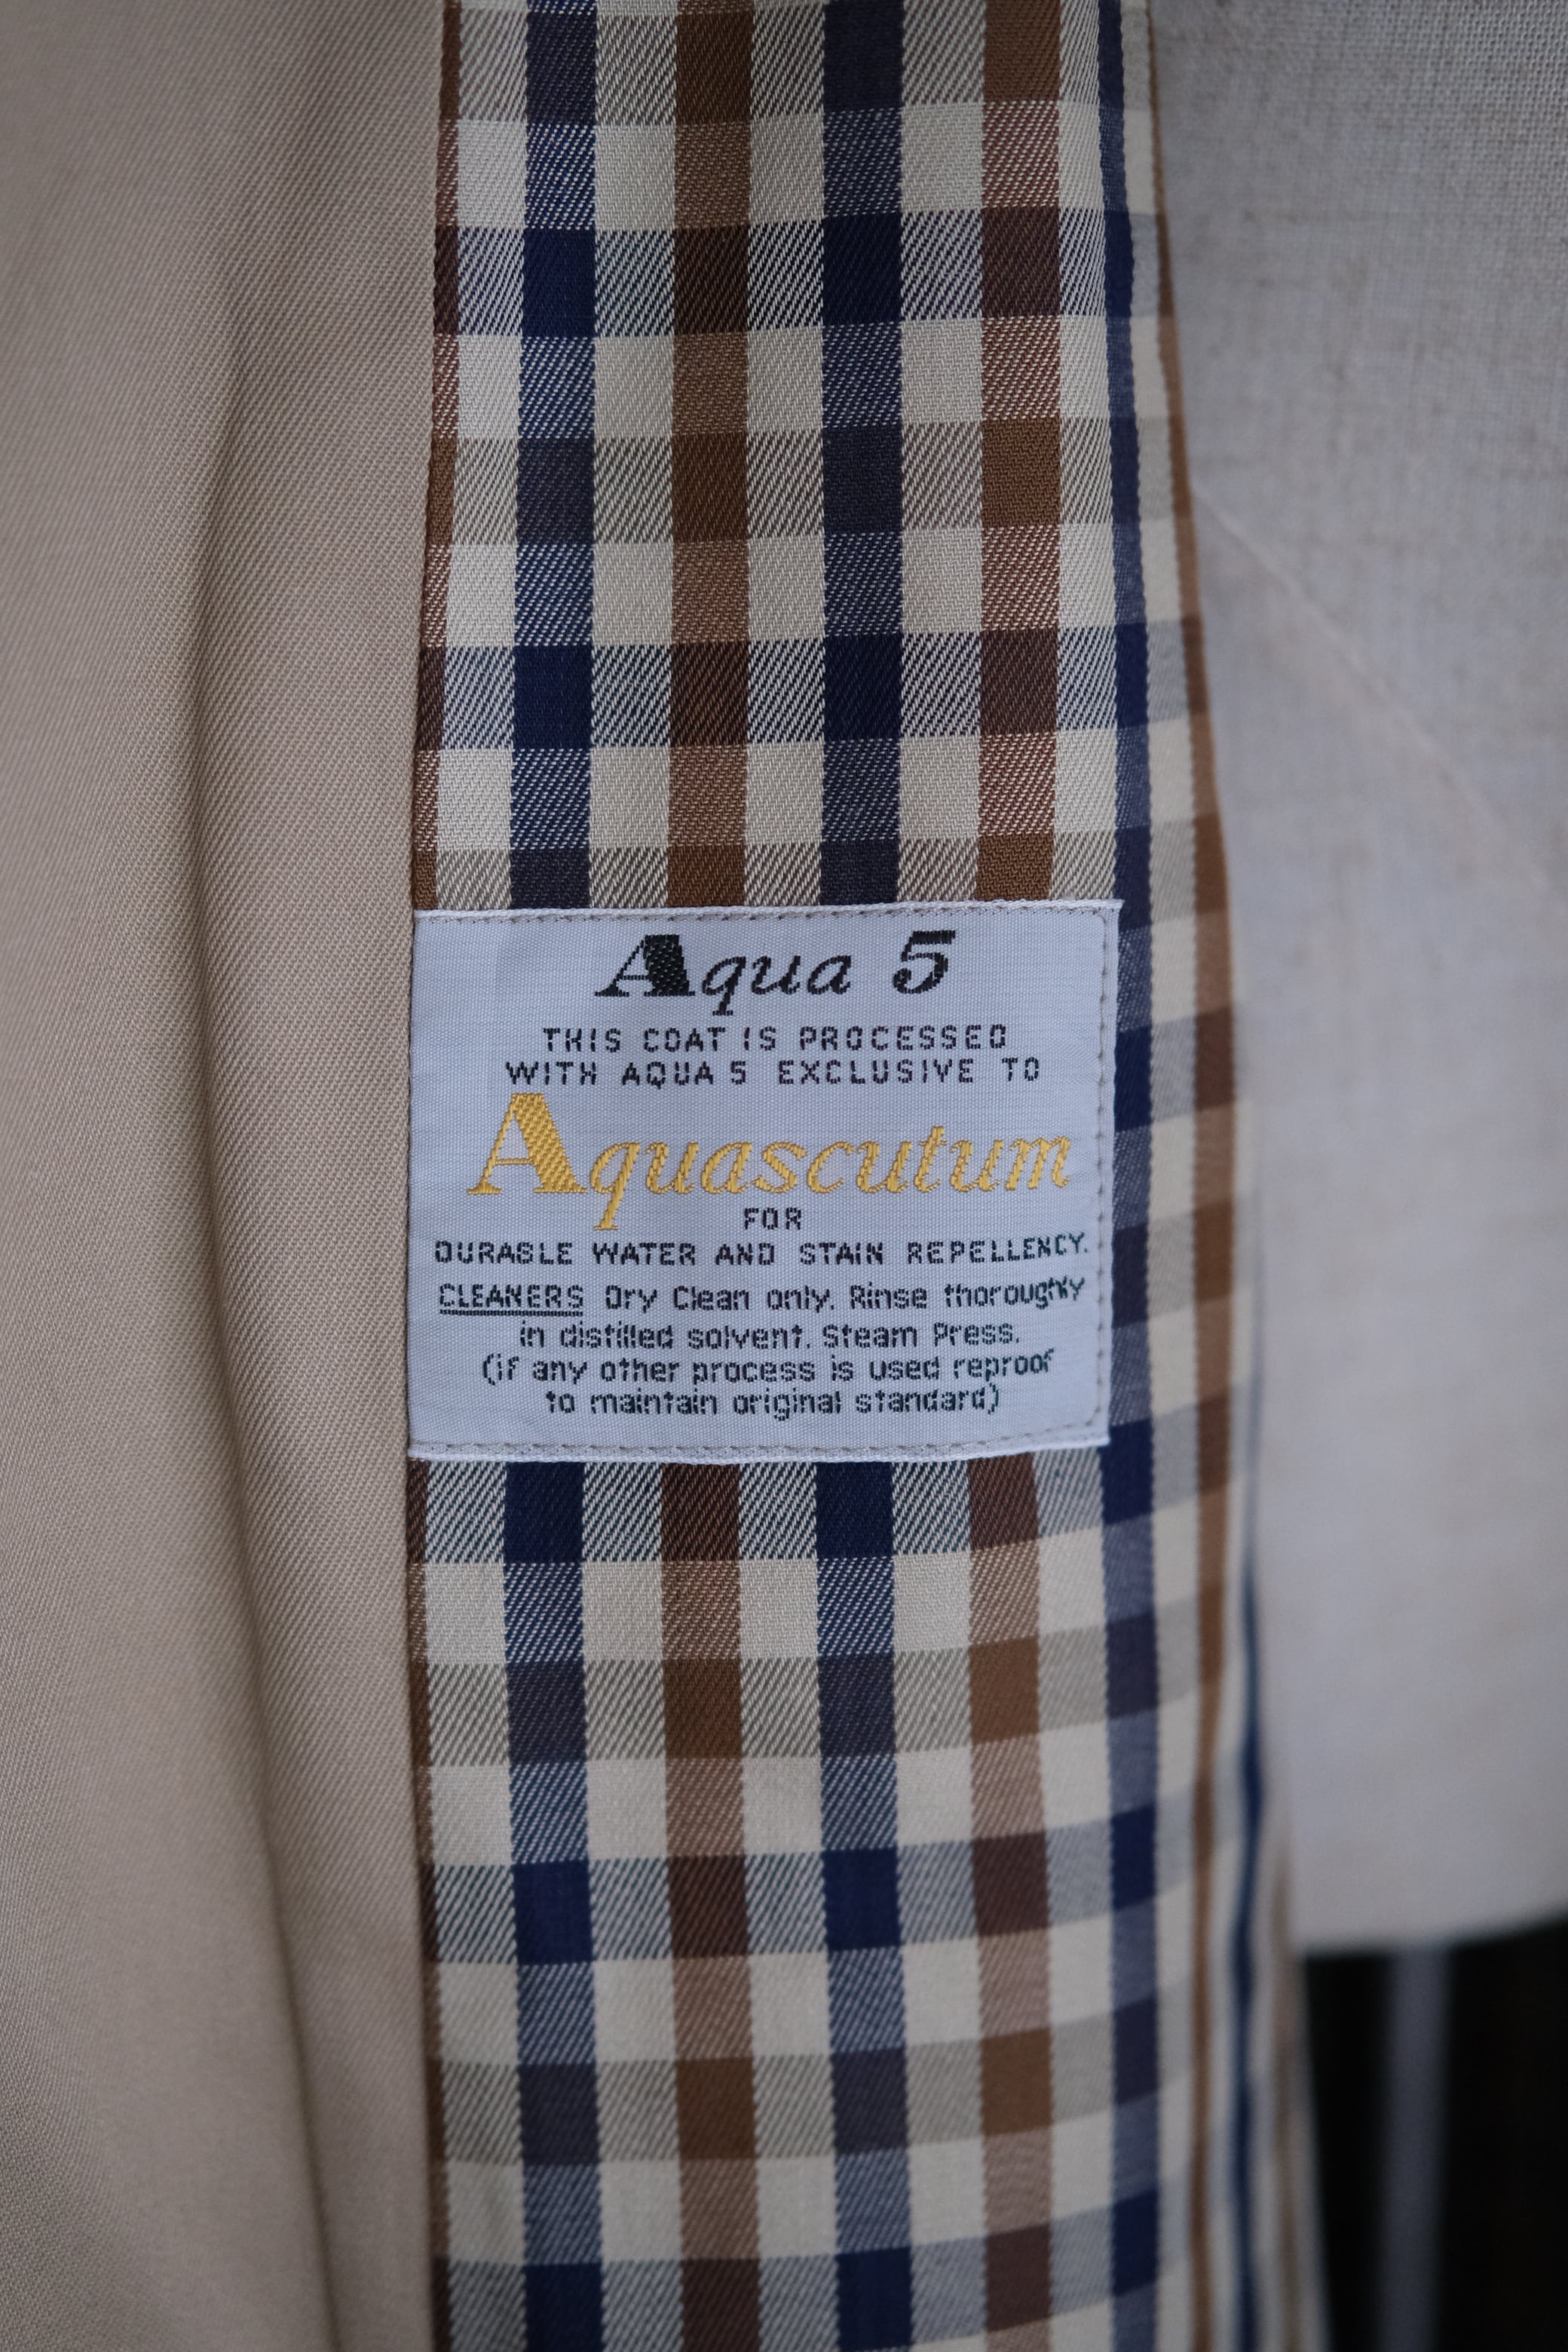 Aqua 5
THIS COAT IS PROCESSED
WITH AQUA 5 EXCLUSIVE TO
Aquascutum
FOR
DURABLE WATER AND STAIN REPELLENCY.
CLEANERS Dry Clean only. Rinse thoroughly
in distilled solvent. Steam Press.
(if any other process is used reproof
to maintain original standard)